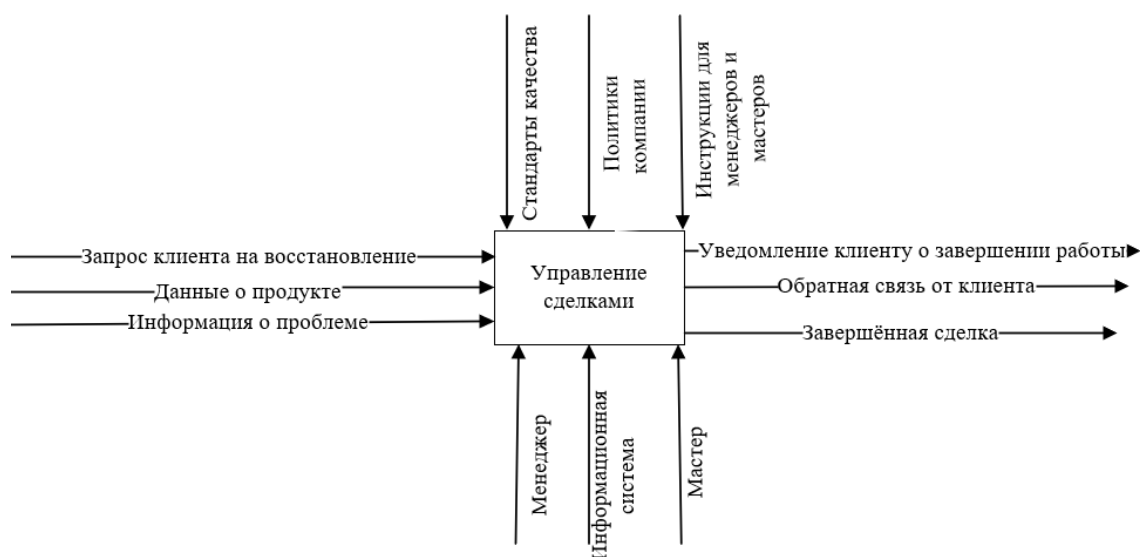 Стандарты качества
Политики
компании
Инструкции для
менеджеров и
мастеров
Запрос клиента на восстановление
Данные о продукте
Информация о проблеме
Управление
сделками
Уведомление клиенту о завершении работы
Обратная связь от клиента
Завершённая сделка
Менеджер
Информационная
система
Мастер